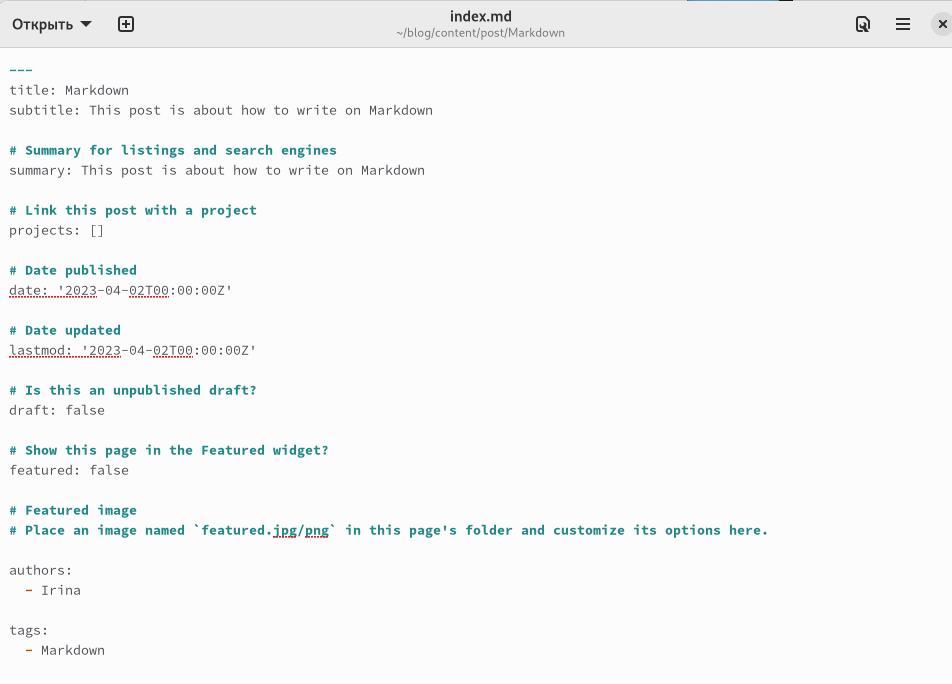 Открыть
index.md
~/blog/content/post/Markdown
---
title: Markdown
subtitle: This post is about how to write on Markdown
# Summary for listings and search engines
summary: This post is about how to write on Markdown
# Link this post with a project
projects: []
# Date published
date: '2023-04-02T00:00:00Z'
# Date updated
lastmod: '2023-04-02T00:00:00Z'
# Is this an unpublished draft?
draft: false
# Show this page in the Featured widget?
featured: false
# Featured image
# Place an image named `featured.jpg/png` in this page's folder and customize its options here.
authors:
  - Irina
tags:
  - Markdown